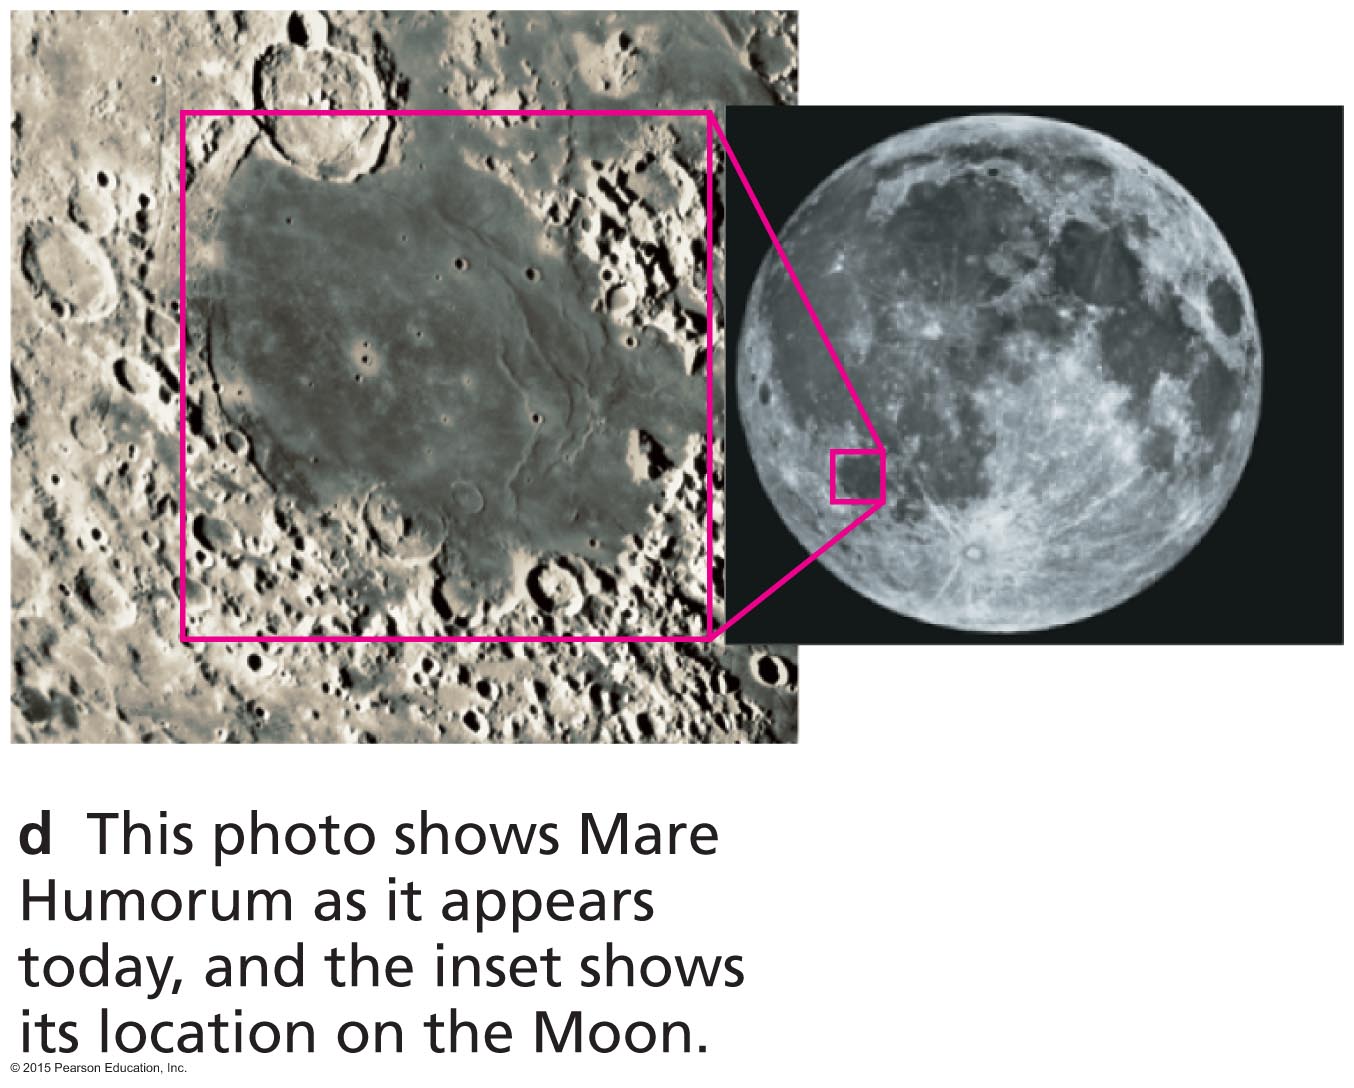 d This photo shows Mare
Humorum as it appears
today, and the inset shows
its location on the Moon.
© 2015 Pearson Education, Inc.